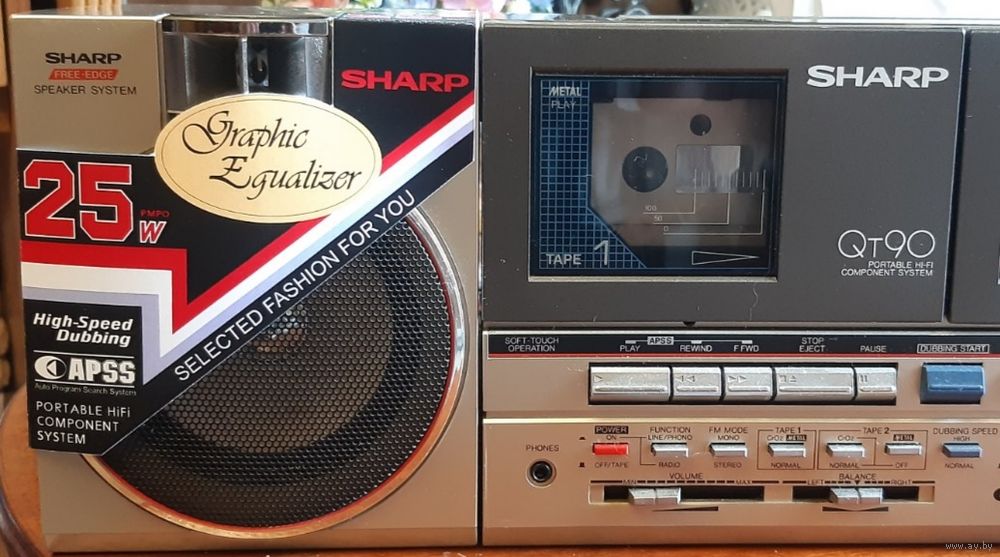 SHARP
FREE-EDGE
SPEAKER SYSTEM
SHARP
Graphic
Equalizer
25
PMPO
W
SELECTED FASHION FOR YOU
High-Speed
Dubbing
APSS
Auto Program Search System
PORTABLE HiFi
COMPONENT
SYSTEM
SHARP
METAL
PLAY
100
50
0
TAPE 1
QT90
PORTABLE HI-FI
COMPONENT SYSTEM
SOFT-TOUCH
OPERATION
PLAY
APSS
REWIND
F FWD
STOP
EJECT
PAUSE
DUBBING START
PHONES
POWER
ON
OFF/TAPE
FUNCTION
LINE/PHONO
RADIO
FM MODE
MONO
STEREO
TAPE 1
CrO2 METAL
NORMAL
TAPE 2
CrO2
NORMAL
METAL
OFF
DUBBING SPEED
HIGH
NORMAL
VOLUME
MIN
MAX
BALANCE
LEFT
RIGHT
www.ay.by